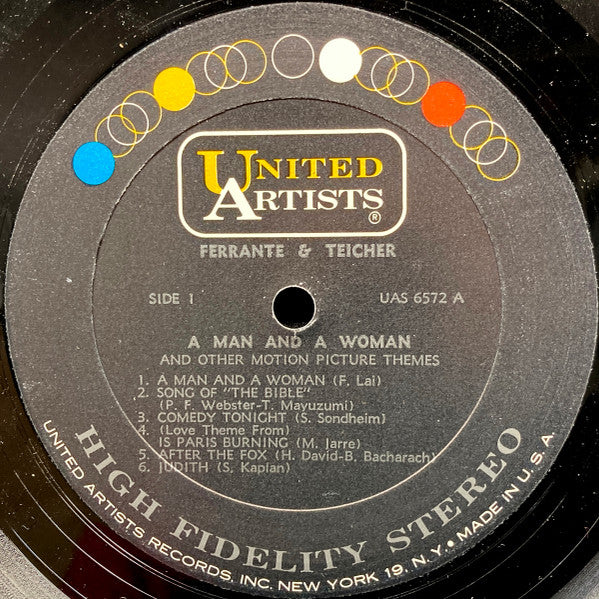 UNITED
ARTISTS
®
FERRANTE & TEICHER
SIDE 1 UAS 6572 A
A MAN AND A WOMAN
AND OTHER MOTION PICTURE THEMES
1. A MAN AND A WOMAN (F. Lai)
2. SONG OF "THE BIBLE"
(P. F. Webster-T. Mayuzumi)
3. COMEDY TONIGHT (S. Sondheim)
4. (Love Theme From)
IS PARIS BURNING (M. Jarre)
5. AFTER THE FOX (H. David-B. Bacharach)
6. JUDITH (S. Kaplan)
HIGH FIDELITY STEREO
UNITED ARTISTS RECORDS, INC. NEW YORK 19, N.Y. • MADE IN U.S.A.